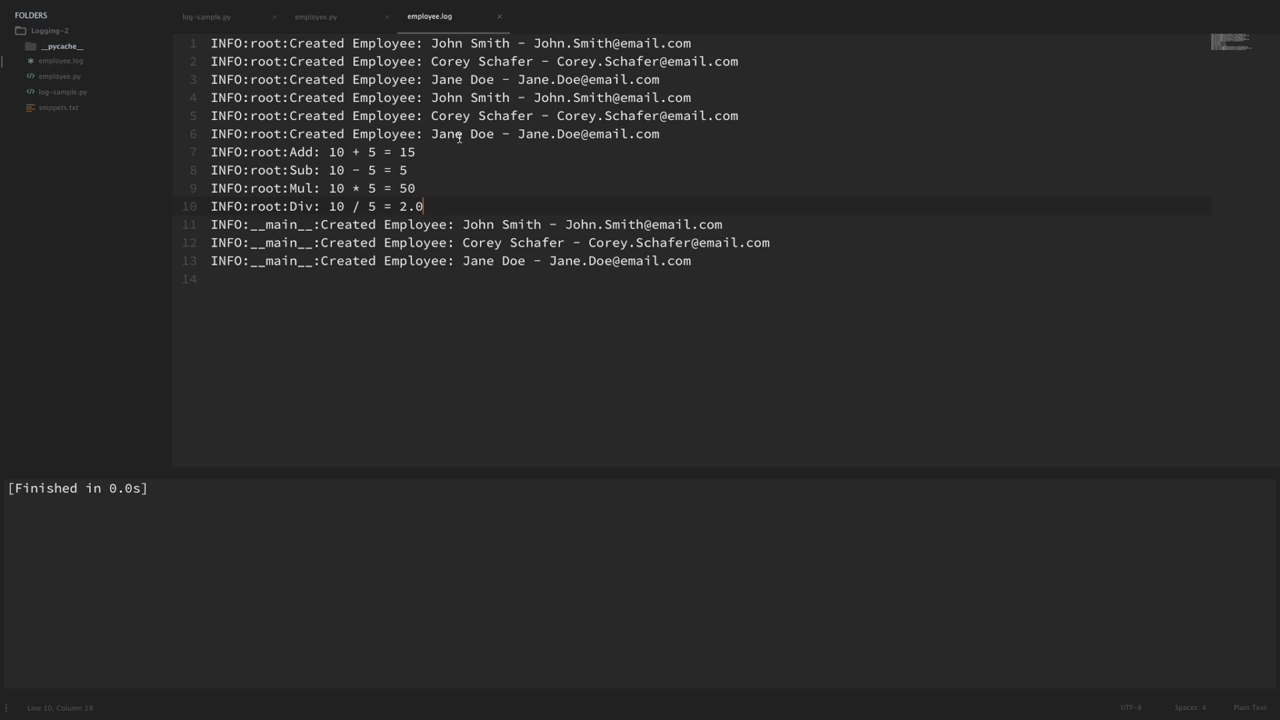 FOLDERS
Logging-2
__pycache__
employee.log
employee.py
log-sample.py
snippets.txt
log-sample.py × employee.py × employee.log ×
1 INFO:root:Created Employee: John Smith - John.Smith@email.com
2 INFO:root:Created Employee: Corey Schafer - Corey.Schafer@email.com
3 INFO:root:Created Employee: Jane Doe - Jane.Doe@email.com
4 INFO:root:Created Employee: John Smith - John.Smith@email.com
5 INFO:root:Created Employee: Corey Schafer - Corey.Schafer@email.com
6 INFO:root:Created Employee: Jane Doe - Jane.Doe@email.com
7 INFO:root:Add: 10 + 5 = 15
8 INFO:root:Sub: 10 - 5 = 5
9 INFO:root:Mul: 10 * 5 = 50
10 INFO:root:Div: 10 / 5 = 2.0
11 INFO:__main__:Created Employee: John Smith - John.Smith@email.com
12 INFO:__main__:Created Employee: Corey Schafer - Corey.Schafer@email.com
13 INFO:__main__:Created Employee: Jane Doe - Jane.Doe@email.com
14
[Finished in 0.0s]
Line 10, Column 28 UTF-8 Spaces: 4 Plain Text